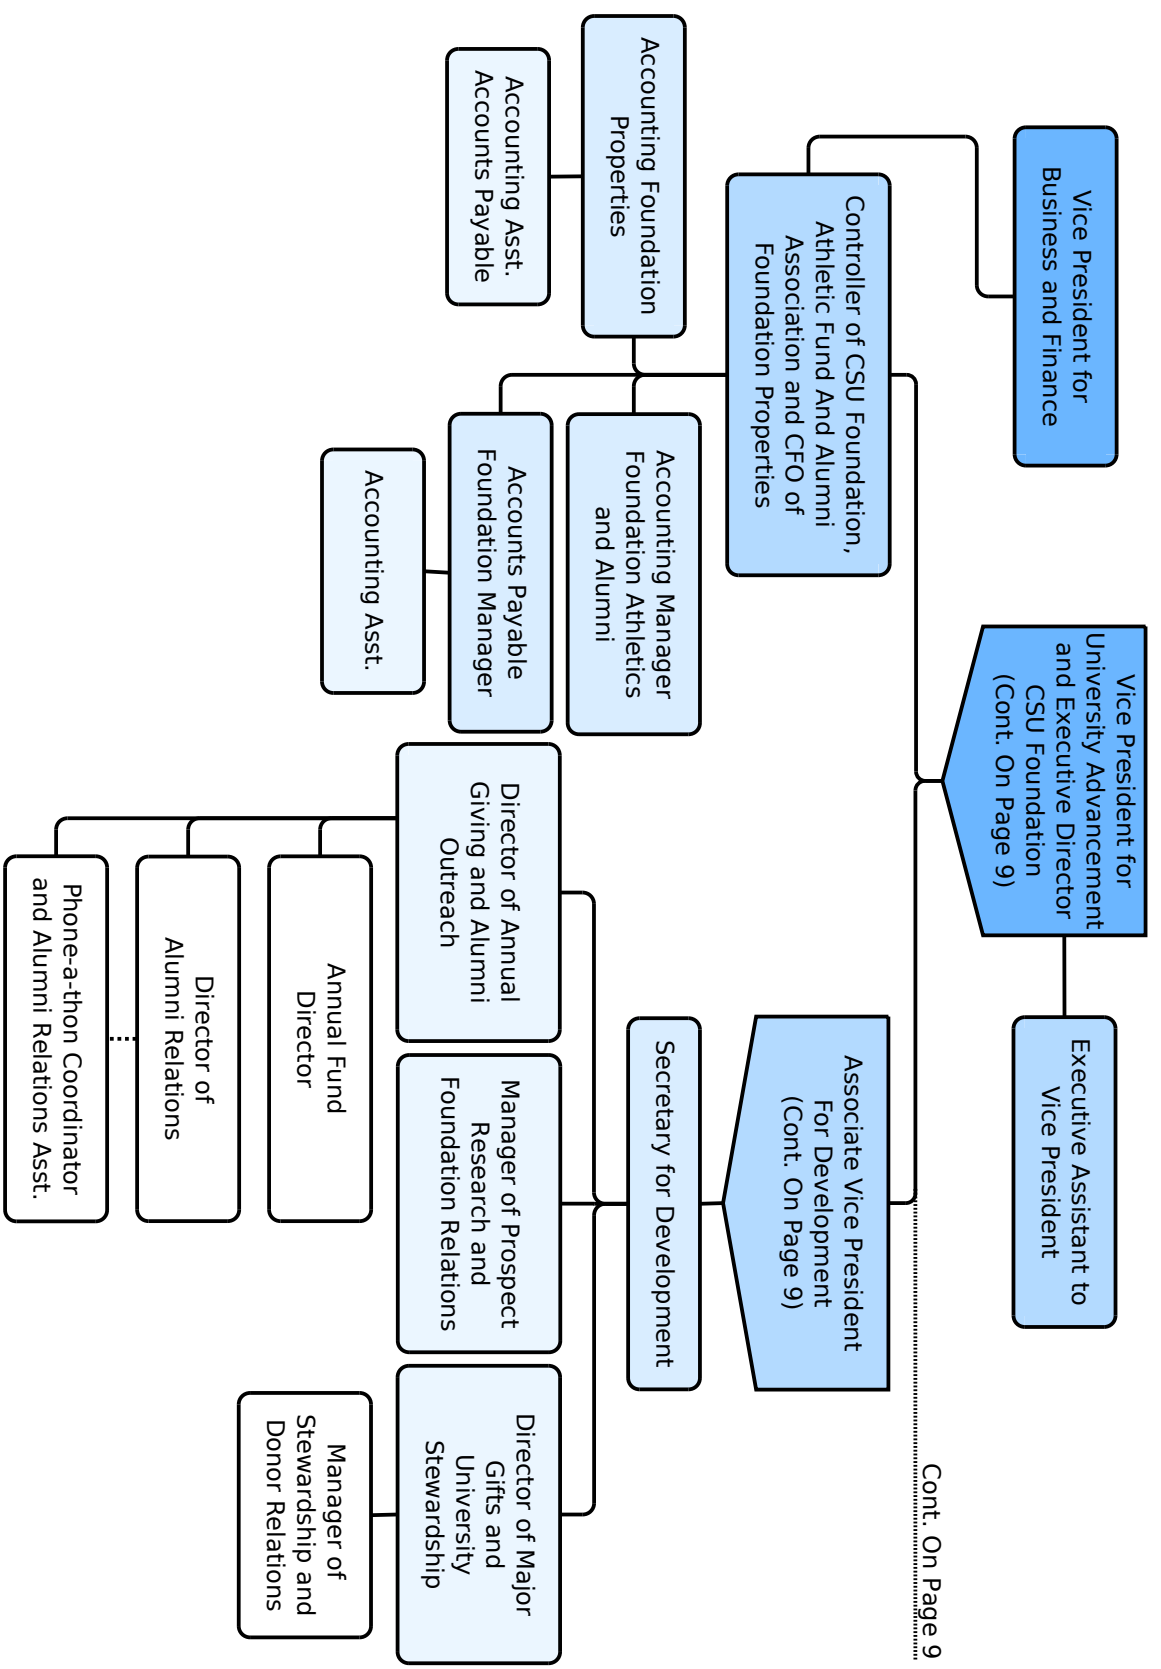 Vice President for
Business and Finance
Vice President for
University Advancement
and Executive Director
CSU Foundation
(Cont. On Page 9)
Executive Assistant to
Vice President
Cont. On Page 9
Controller of CSU Foundation,
Athletic Fund And Alumni
Association and CFO of
Foundation Properties
Associate Vice President
For Development
(Cont. On Page 9)
Accounting Foundation
Properties
Accounting Manager
Foundation Athletics
and Alumni
Secretary for Development
Accounting Asst.
Accounts Payable
Accounts Payable
Foundation Manager
Director of Annual
Giving and Alumni
Outreach
Manager of Prospect
Research and
Foundation Relations
Director of Major
Gifts and
University
Stewardship
Accounting Asst.
Annual Fund
Director
Manager of
Stewardship and
Donor Relations
Director of
Alumni Relations
Phone-a-thon Coordinator
and Alumni Relations Asst.